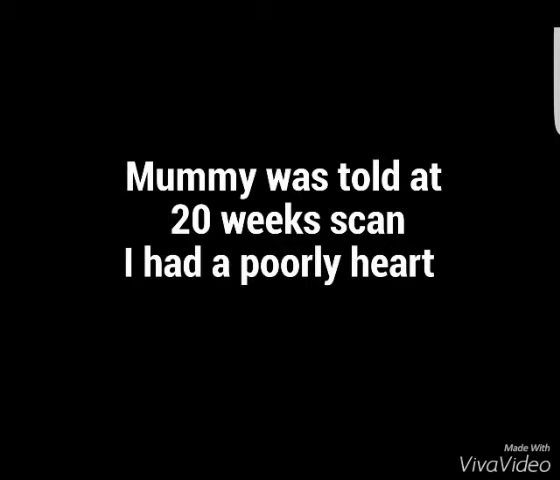 Mummy was told at
20 weeks scan
I had a poorly heart
Made With
VivaVideo